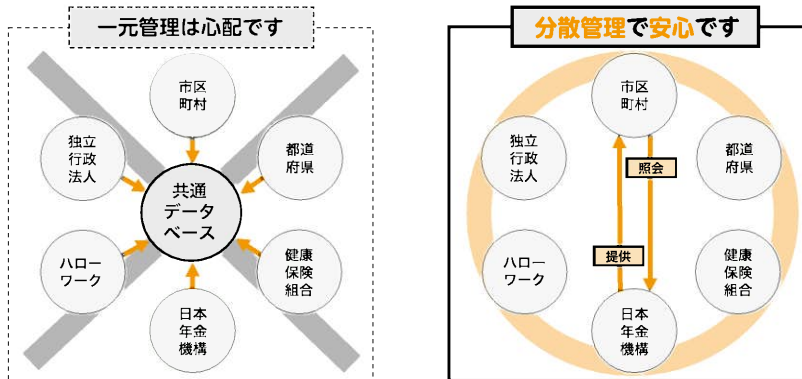 一元管理は心配です
市区
町村
独立
行政
法人
都道
府県
共通
データ
ベース
ハロー
ワーク
健康
保険
組合
日本
年金
機構
分散管理で安心です
市区
町村
独立
行政
法人
都道
府県
照会
提供
ハロー
ワーク
健康
保険
組合
日本
年金
機構